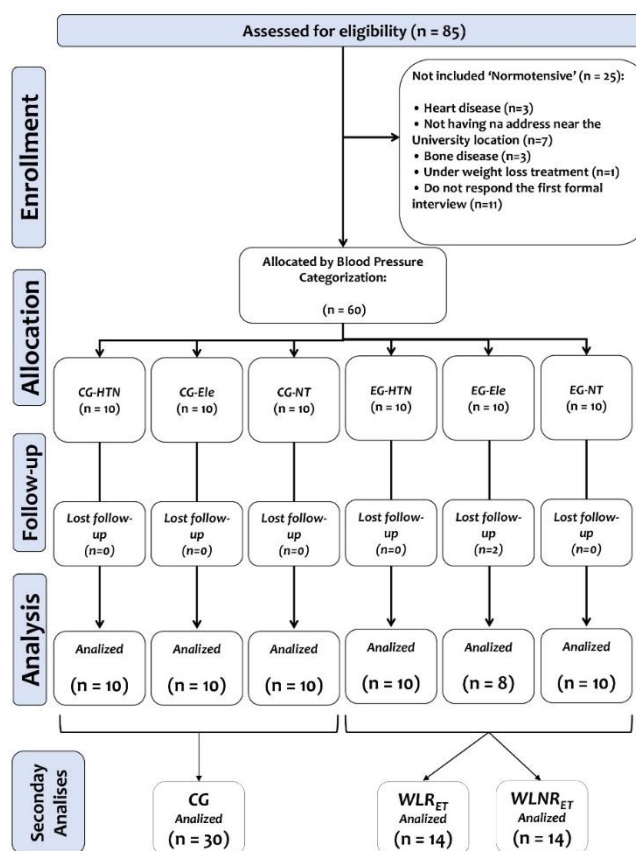 Assessed for eligibility (n = 85)
Enrollment
Not included ‘Normotensive’ (n = 25):
• Heart disease (n=3)
• Not having na address near the
University location (n=7)
• Bone disease (n=3)
• Under weight loss treatment (n=1)
• Do not respond the first formal
interview (n=11)
Allocated by Blood Pressure
Categorization:
(n = 60)
Allocation
CG-HTN
(n = 10)
CG-Ele
(n = 10)
CG-NT
(n = 10)
EG-HTN
(n = 10)
EG-Ele
(n = 10)
EG-NT
(n = 10)
Follow-up
Lost follow-
up
(n=0)
Lost follow-
up
(n=0)
Lost follow-
up
(n=0)
Lost follow-
up
(n=0)
Lost follow-
up
(n=2)
Lost follow-
up
(n=0)
Analysis
Analized
(n = 10)
Analized
(n = 10)
Analized
(n = 10)
Analized
(n = 10)
Analized
(n = 8)
Analized
(n = 10)
Seconday
Analises
CG
Analized
(n = 30)
WLR_ET
Analized
(n = 14)
WLNR_ET
Analized
(n = 14)